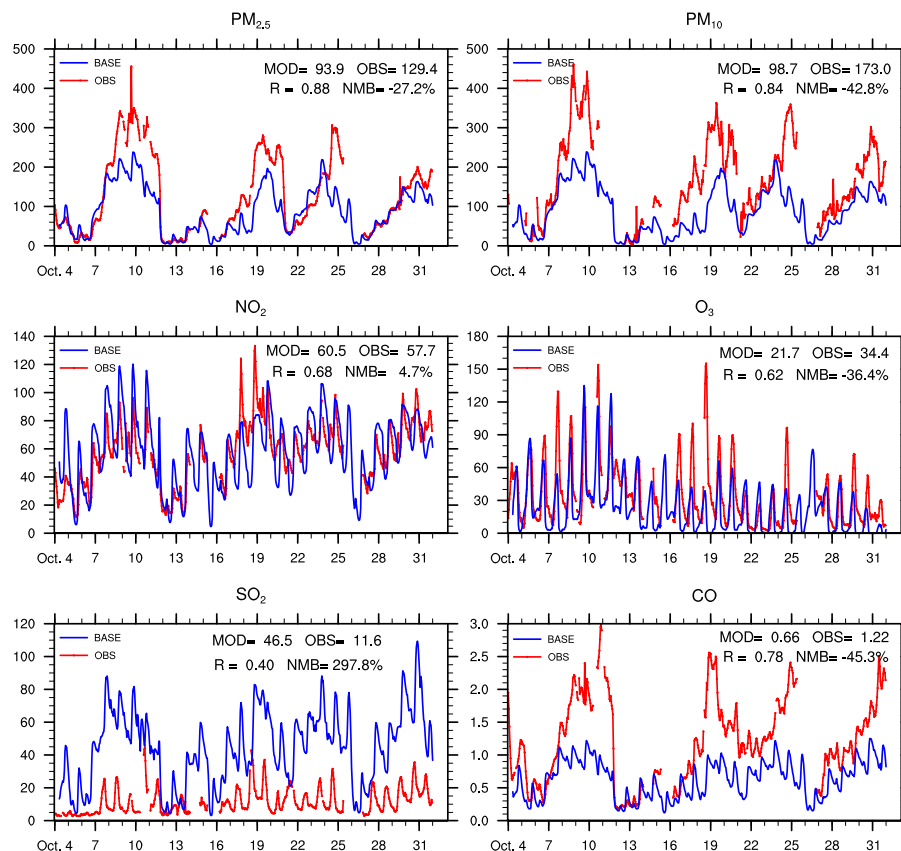 PM2.5
500
400
300
200
100
0
BASE
OBS
MOD= 93.9 OBS= 129.4
R = 0.88 NMB= -27.2%
Oct. 4 7 10 13 16 19 22 25 28 31
PM10
500
400
300
200
100
0
BASE
OBS
MOD= 98.7 OBS= 173.0
R = 0.84 NMB= -42.8%
Oct. 4 7 10 13 16 19 22 25 28 31
NO2
140
120
100
80
60
40
20
0
BASE
OBS
MOD= 60.5 OBS= 57.7
R = 0.68 NMB= 4.7%
Oct. 4 7 10 13 16 19 22 25 28 31
O3
180
150
120
90
60
30
0
BASE
OBS
MOD= 21.7 OBS= 34.4
R = 0.62 NMB= -36.4%
Oct. 4 7 10 13 16 19 22 25 28 31
SO2
120
100
80
60
40
20
0
BASE
OBS
MOD= 46.5 OBS= 11.6
R = 0.40 NMB= 297.8%
Oct. 4 7 10 13 16 19 22 25 28 31
CO
3.0
2.5
2.0
1.5
1.0
0.5
0.0
BASE
OBS
MOD= 0.66 OBS= 1.22
R = 0.78 NMB= -45.3%
Oct. 4 7 10 13 16 19 22 25 28 31